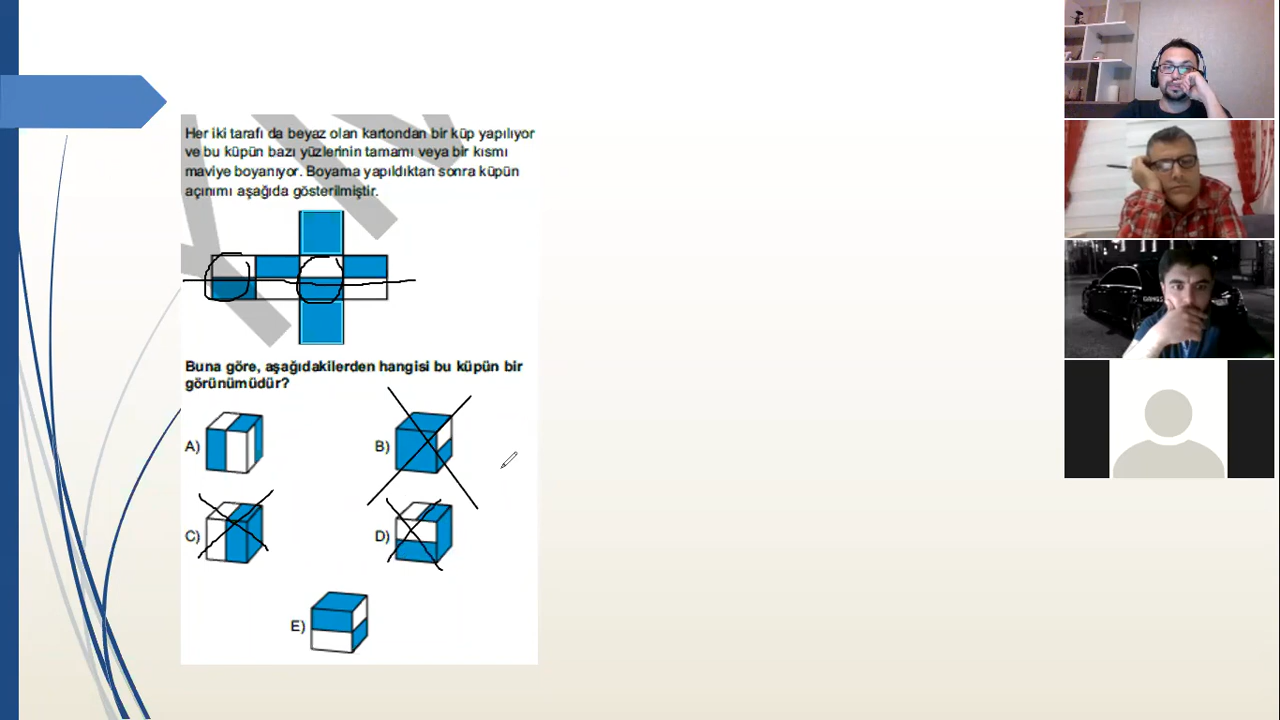 Her iki tarafı da beyaz olan kartondan bir küp yapılıyor
ve bu küpün bazı yüzlerinin tamamı veya bir kısmı
maviye boyanıyor. Boyama yapıldıktan sonra küpün
açınımı aşağıda gösterilmiştir.
Buna göre, aşağıdakilerden hangisi bu küpün bir
görünümüdür?
A)
B)
C)
D)
E)